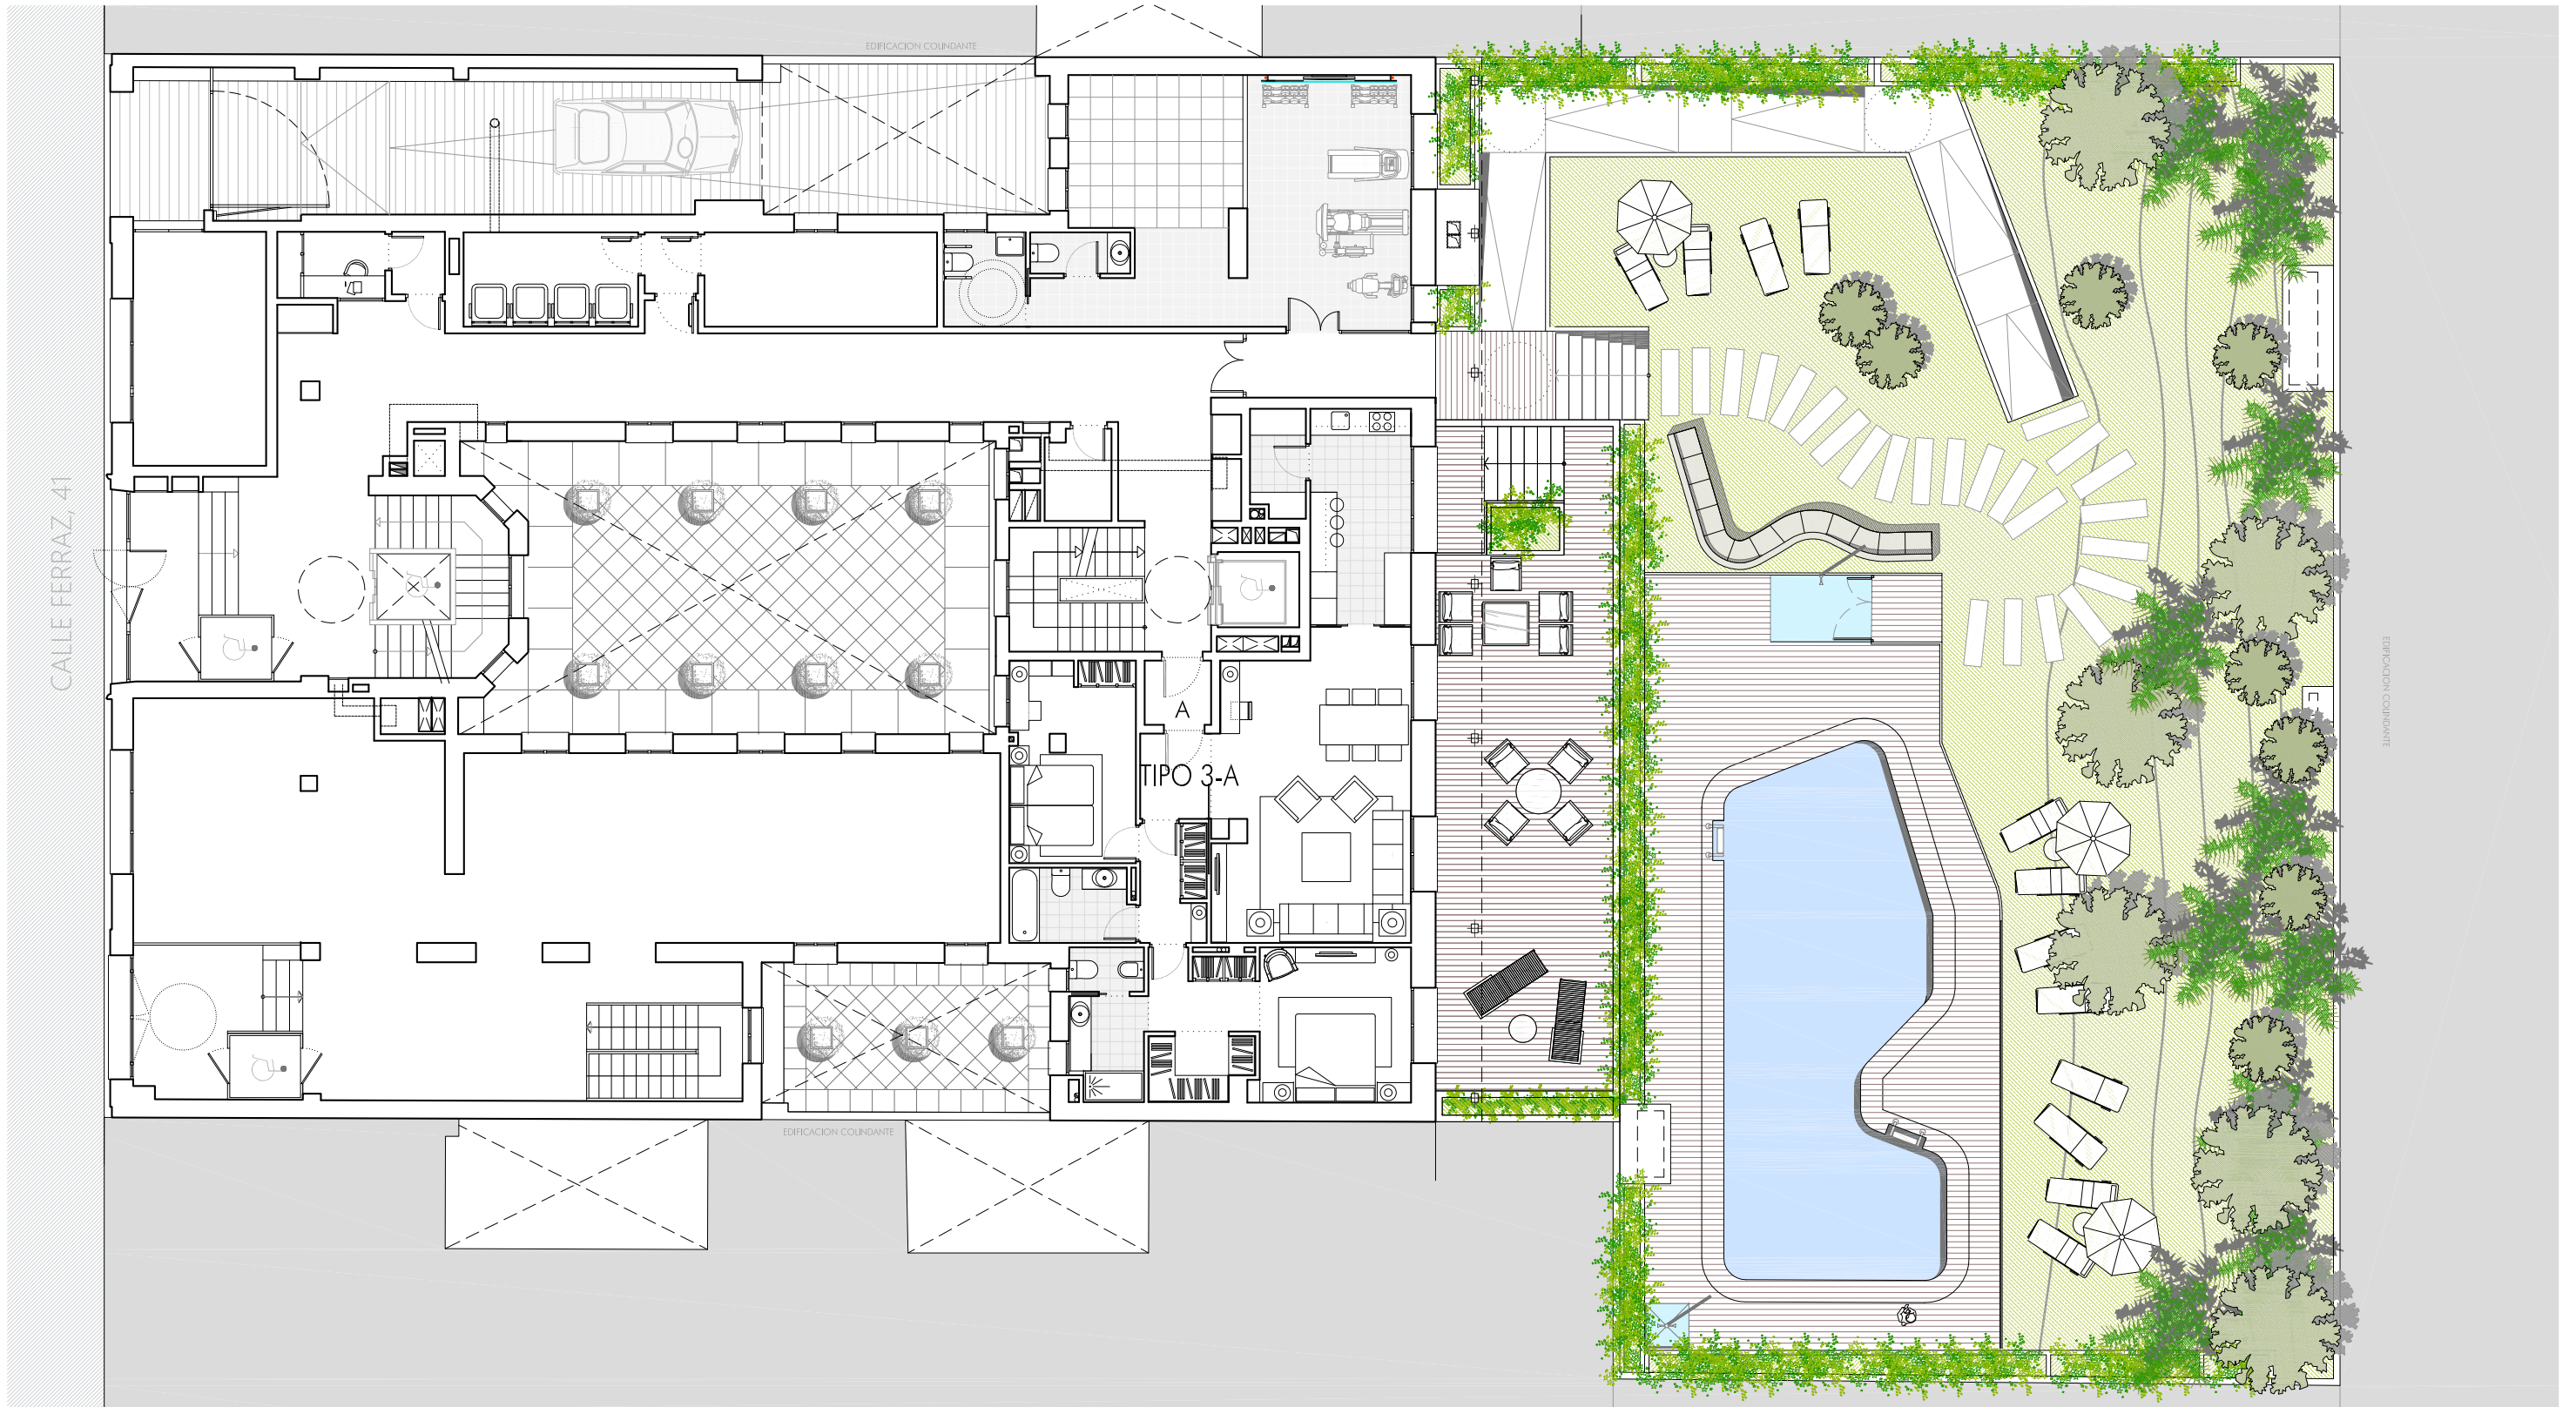 EDIFICACION COLINDANTE
CALLE FERRAZ, 41
A
TIPO 3-A
EDIFICACION COLINDANTE
EDIFICACION COLINDANTE